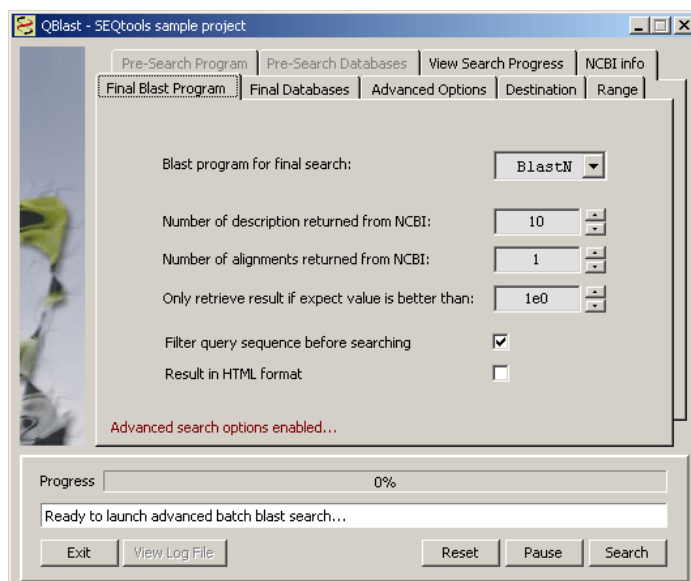 QBlast - SEQtools sample project
Pre-Search Program Pre-Search Databases View Search Progress NCBI info
Final Blast Program Final Databases Advanced Options Destination Range
Blast program for final search: BlastN
Number of description returned from NCBI: 10
Number of alignments returned from NCBI: 1
Only retrieve result if expect value is better than: 1e0
Filter query sequence before searching
Result in HTML format
Advanced search options enabled...
Progress 0%
Ready to launch advanced batch blast search...
Exit View Log File Reset Pause Search